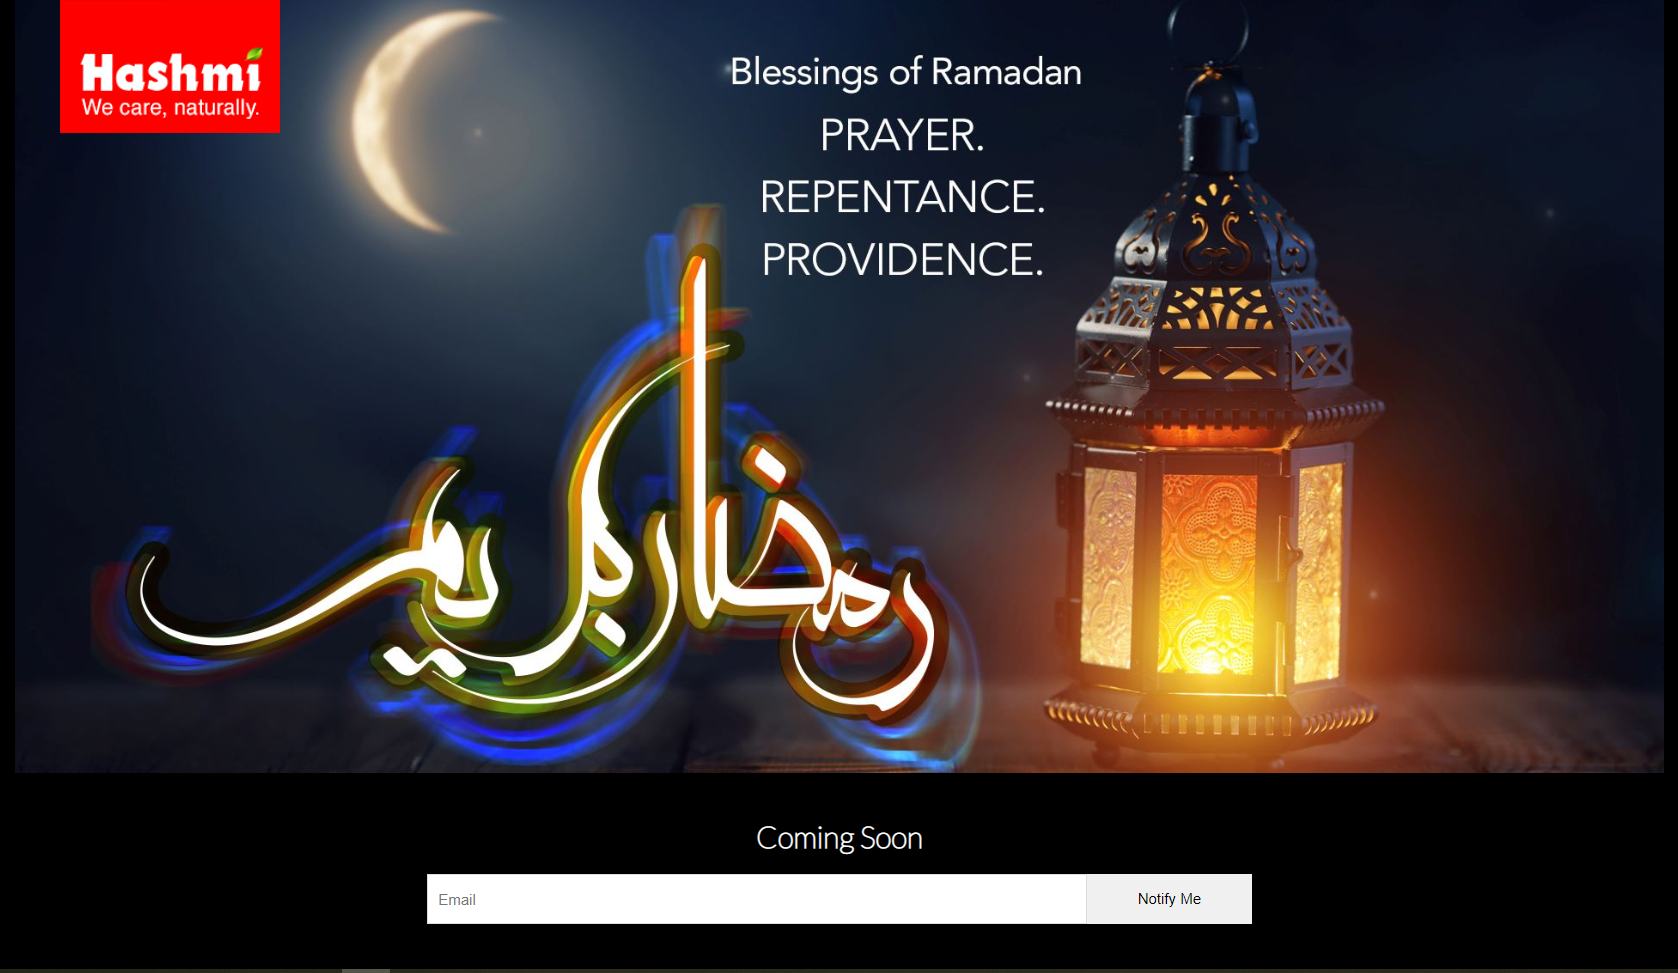 Hashmi
We care, naturally.
Blessings of Ramadan
PRAYER.
REPENTANCE.
PROVIDENCE.
رمضان كريم
Coming Soon
Email
Notify Me